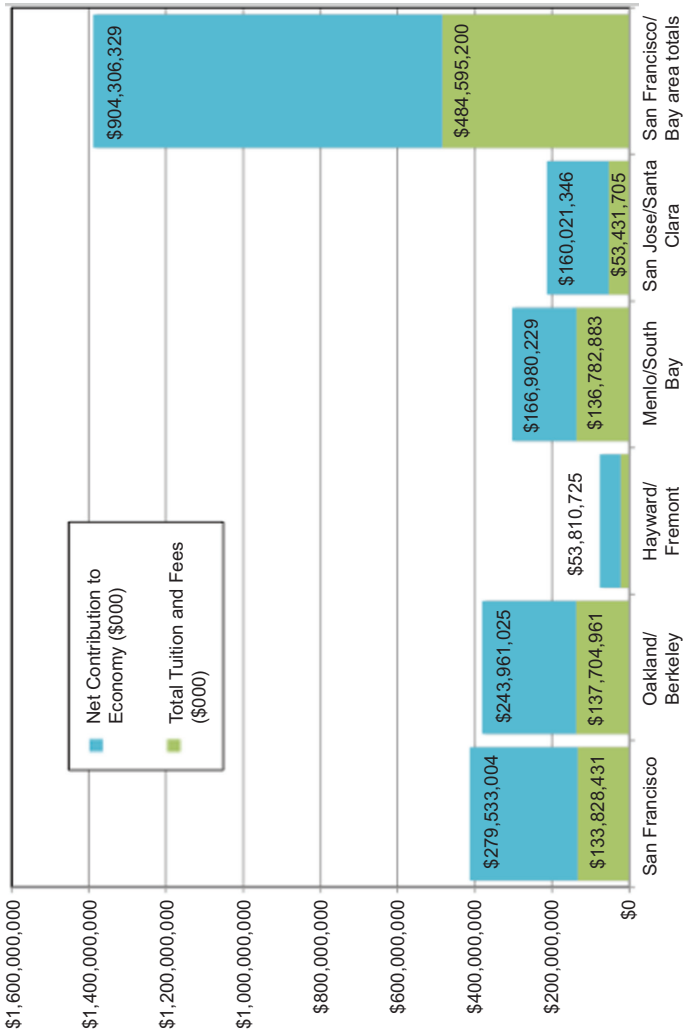 $1,600,000,000
$1,400,000,000
$1,200,000,000
$1,000,000,000
$800,000,000
$600,000,000
$400,000,000
$200,000,000
$
Net Contribution to
Economy ($000)
Total Tuition and Fees
($000)
$279,533,004
$133,828,431
$243,961,025
$137,704,961
$53,810,725
$166,980,229
$136,782,883
$160,021,346
$53,431,705
$904,306,329
$484,595,200
San Francisco
Oakland/
Berkeley
Hayward/
Fremont
Menlo/South
Bay
San Jose/Santa
Clara
San Francisco/
Bay area totals